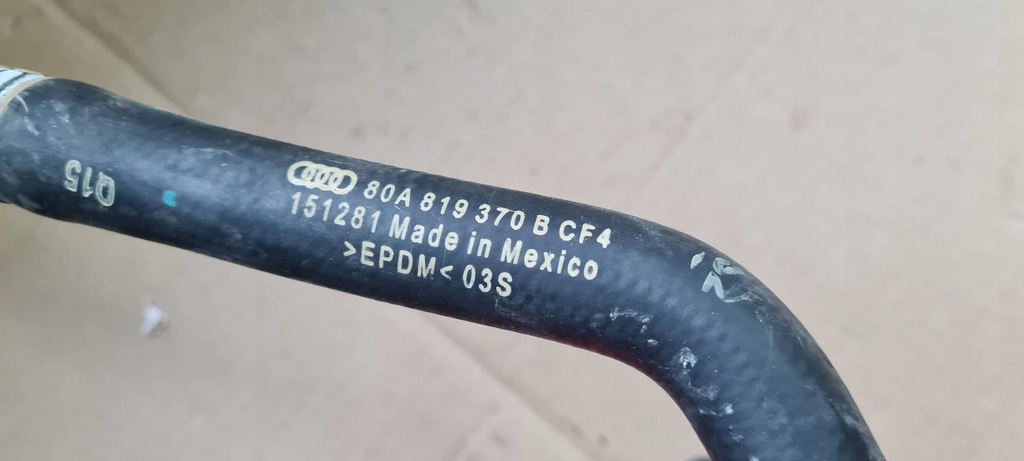 Q15
80A 819 370 B CF4
151281 Made in Mexico
>EPDM< 03S